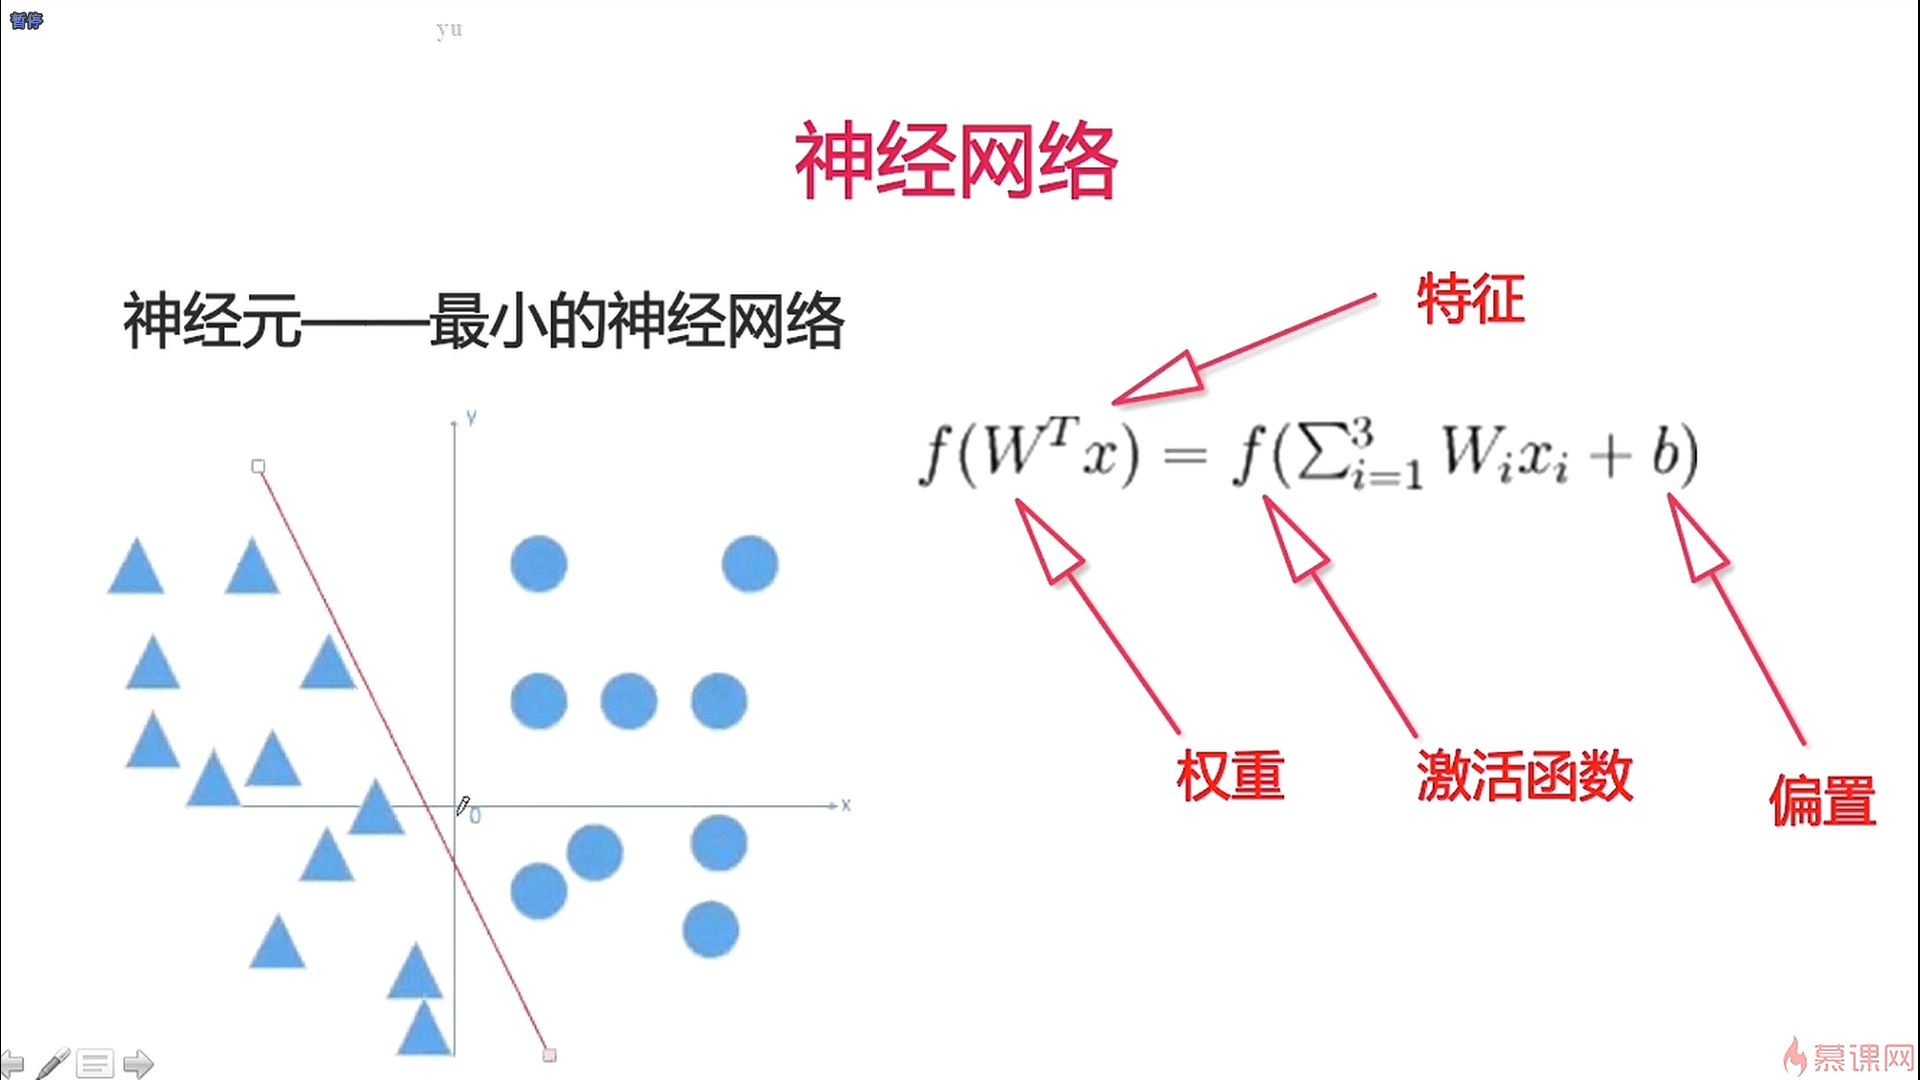 暂停
yu
神经网络
神经元——最小的神经网络
特征
f(W^T x) = f(∑_{i=1}^{3} W_i x_i + b)
权重
激活函数
偏置
y
x
0
慕课网